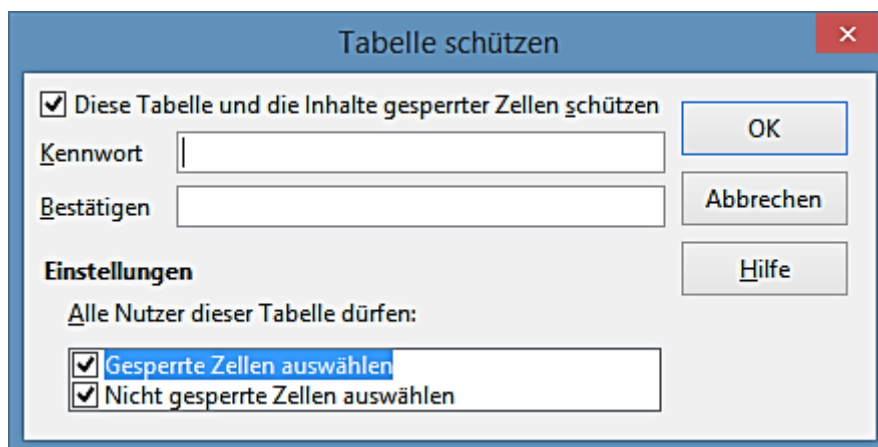 Tabelle schützen
Diese Tabelle und die Inhalte gesperrter Zellen schützen
OK
Kennwort
Abbrechen
Bestätigen
Hilfe
Einstellungen
Alle Nutzer dieser Tabelle dürfen:
Gesperrte Zellen auswählen
Nicht gesperrte Zellen auswählen